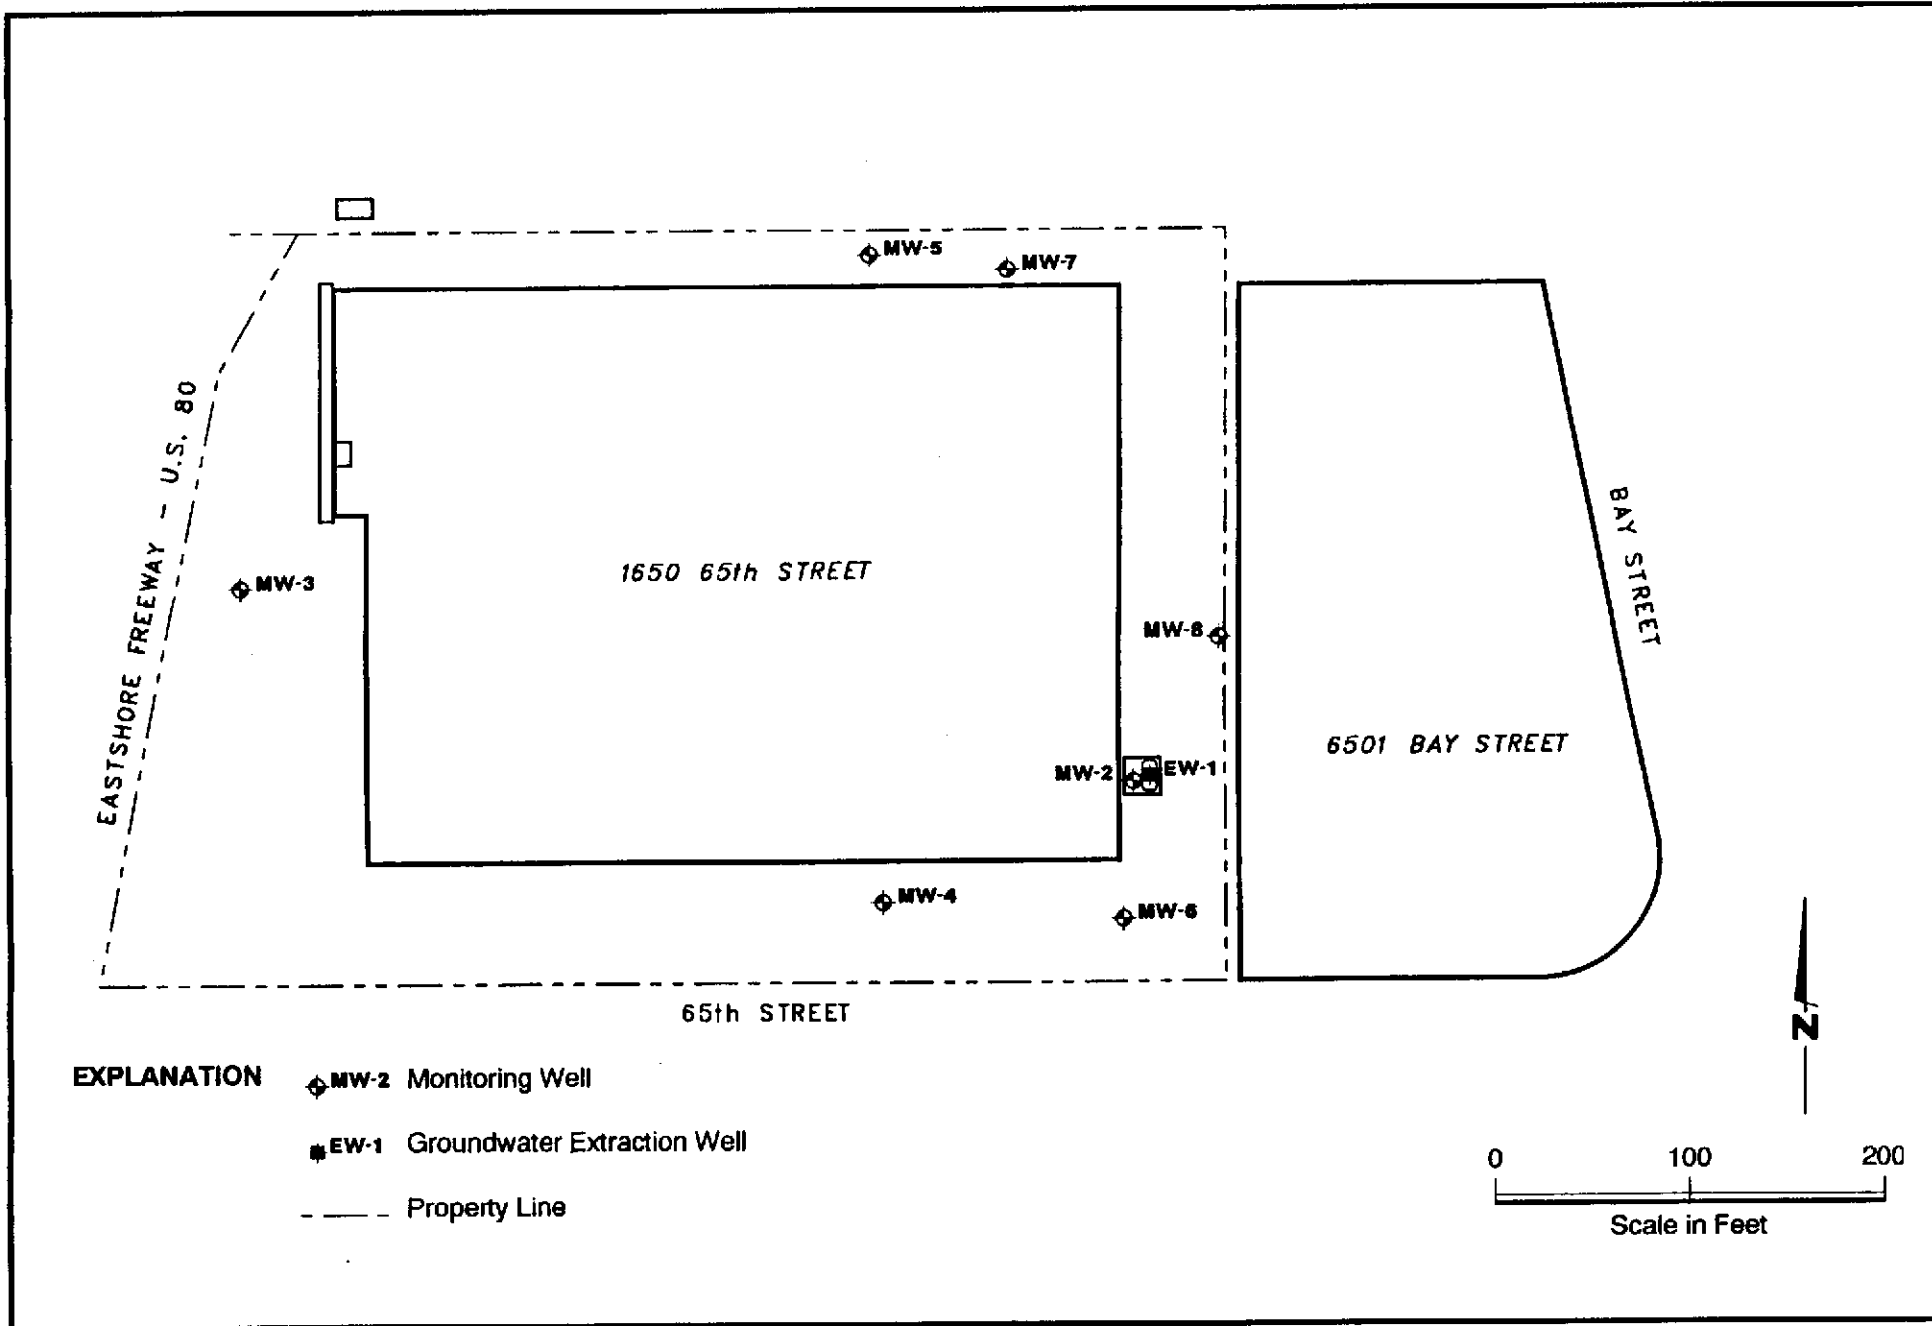 MW-5
MW-7
EASTSHORE FREEWAY - U.S. 80
BAY STREET
1650 65th STREET
MW-3
MW-8
6501 BAY STREET
MW-2
EW-1
MW-4
MW-6
65th STREET
N
EXPLANATION
MW-2 Monitoring Well
EW-1 Groundwater Extraction Well
Property Line
0 100 200
Scale in Feet